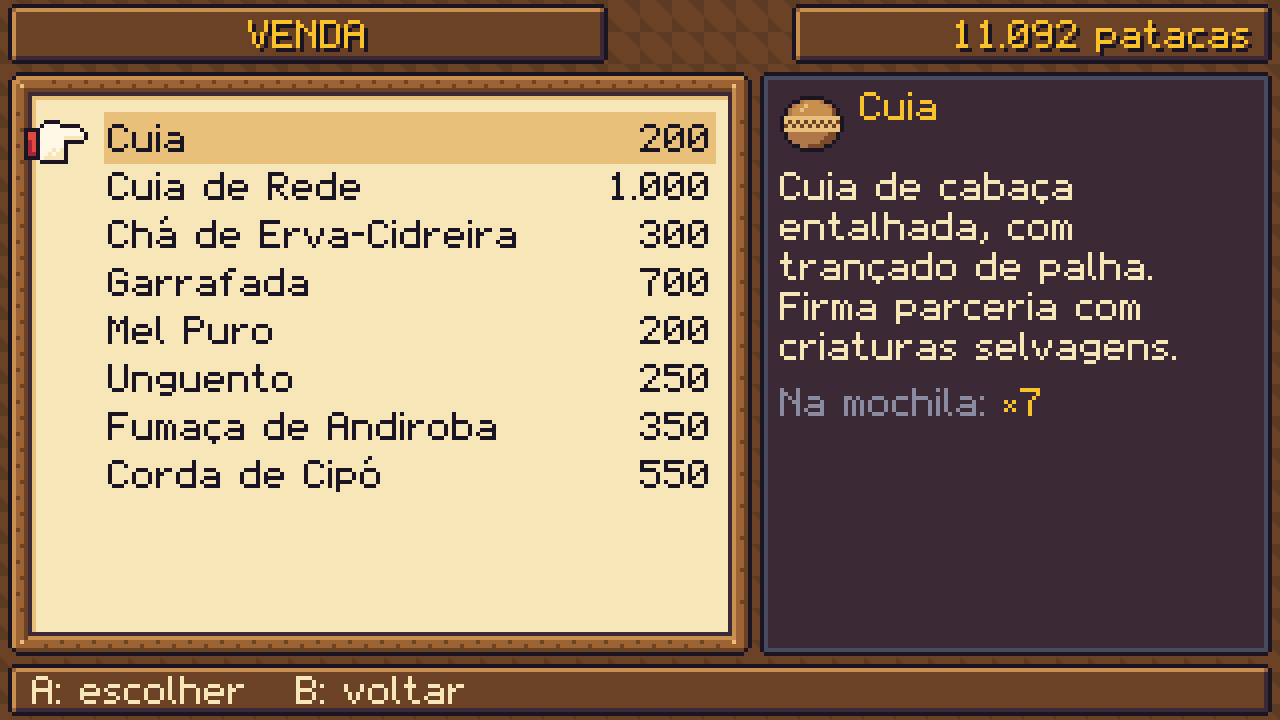 VENDA
11.092 patacas
Cuia 200
Cuia de Rede 1.000
Chá de Erva-Cidreira 300
Garrafada 700
Mel Puro 200
Unguento 250
Fumaça de Andiroba 350
Corda de Cipó 550
Cuia
Cuia de cabaça
entalhada, com
trançado de palha.
Firma parceria com
criaturas selvagens.
Na mochila: ×7
A: escolher B: voltar